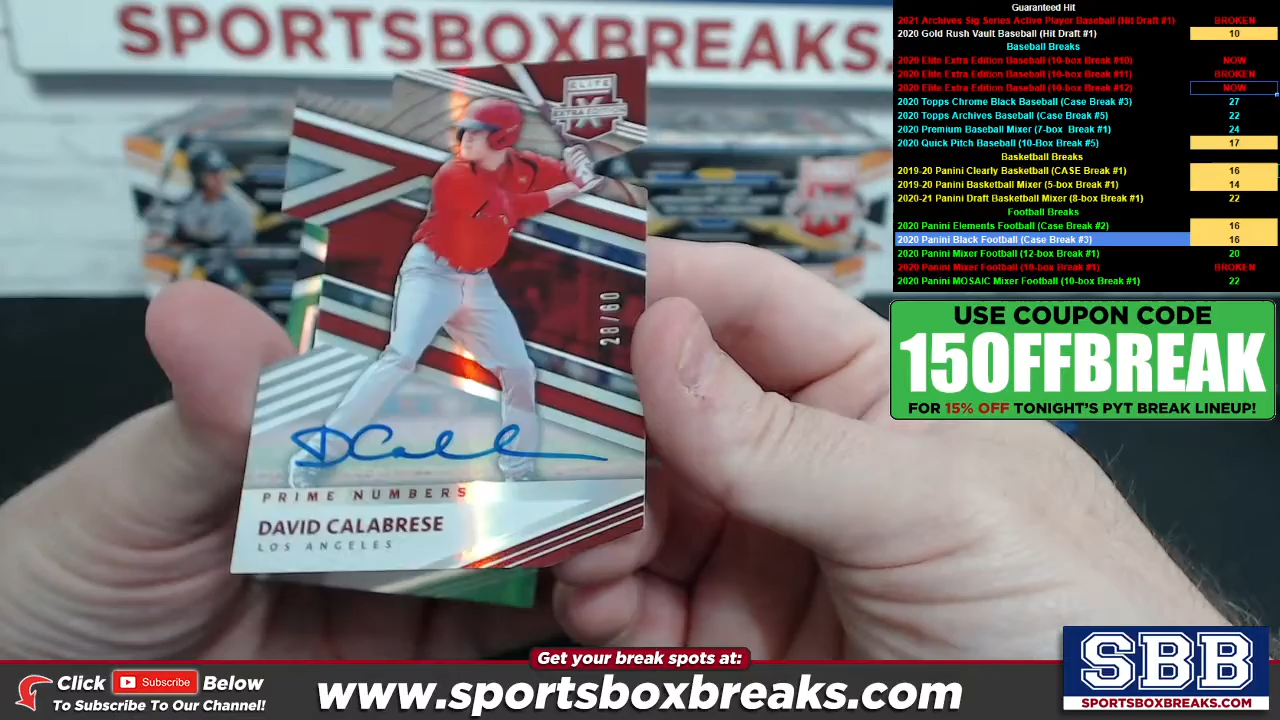 SPORTSBOXBREAKS.
ELITE
X
EXTRA EDITION
28/60
DCal
PRIME NUMBERS
DAVID CALABRESE
LOS ANGELES
Guaranteed Hit
2021 Archives Sig Series Active Player Baseball (Hit Draft #1) BROKEN
2020 Gold Rush Vault Baseball (Hit Draft #1) 10
Baseball Breaks
2020 Elite Extra Edition Baseball (10-box Break #10) NOW
2020 Elite Extra Edition Baseball (10-box Break #11) BROKEN
2020 Elite Extra Edition Baseball (10-box Break #12) NOW
2020 Topps Chrome Black Baseball (Case Break #3) 27
2020 Topps Archives Baseball (Case Break #5) 22
2020 Premium Baseball Mixer (7-box Break #1) 24
2020 Quick Pitch Baseball (10-Box Break #5) 17
Basketball Breaks
2019-20 Panini Clearly Basketball (CASE Break #1) 16
2019-20 Panini Basketball Mixer (5-box Break #1) 14
2020-21 Panini Draft Basketball Mixer (8-box Break #1) 22
Football Breaks
2020 Panini Elements Football (Case Break #2) 16
2020 Panini Black Football (Case Break #3) 16
2020 Panini Mixer Football (12-box Break #1) 20
2020 Panini Mixer Football (10-box Break #1) BROKEN
2020 Panini MOSAIC Mixer Football (10-box Break #1) 22
USE COUPON CODE
15OFFBREAK
FOR 15% OFF TONIGHT'S PYT BREAK LINEUP!
Get your break spots at:
Click Subscribe Below
To Subscribe To Our Channel!
www.sportsboxbreaks.com
SBB
SPORTSBOXBREAKS.COM